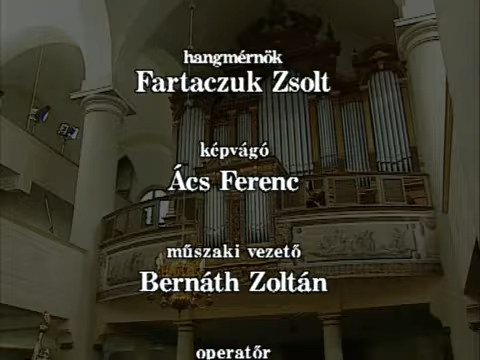 hangmérnök
Fartaczuk Zsolt
képvágó
Ács Ferenc
műszaki vezető
Bernáth Zoltán
operatőr